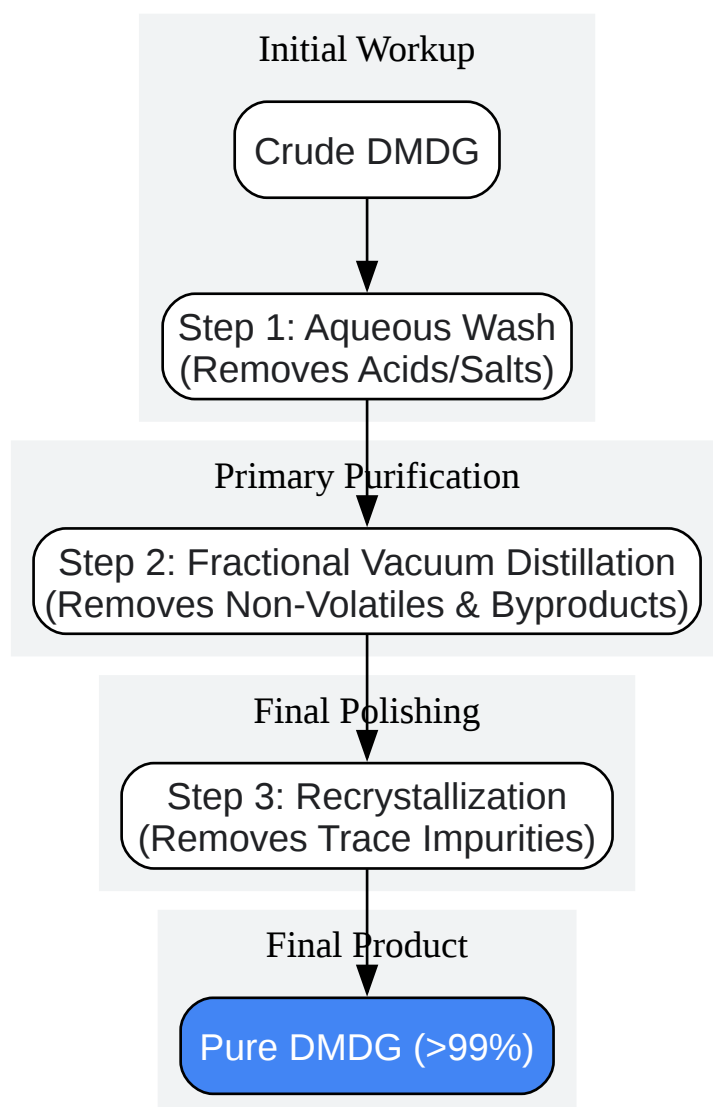 Initial Workup
Crude DMDG
Step 1: Aqueous Wash
(Removes Acids/Salts)
Primary Purification
Step 2: Fractional Vacuum Distillation
(Removes Non-Volatiles & Byproducts)
Final Polishing
Step 3: Recrystallization
(Removes Trace Impurities)
Final Product
Pure DMDG (>99%)